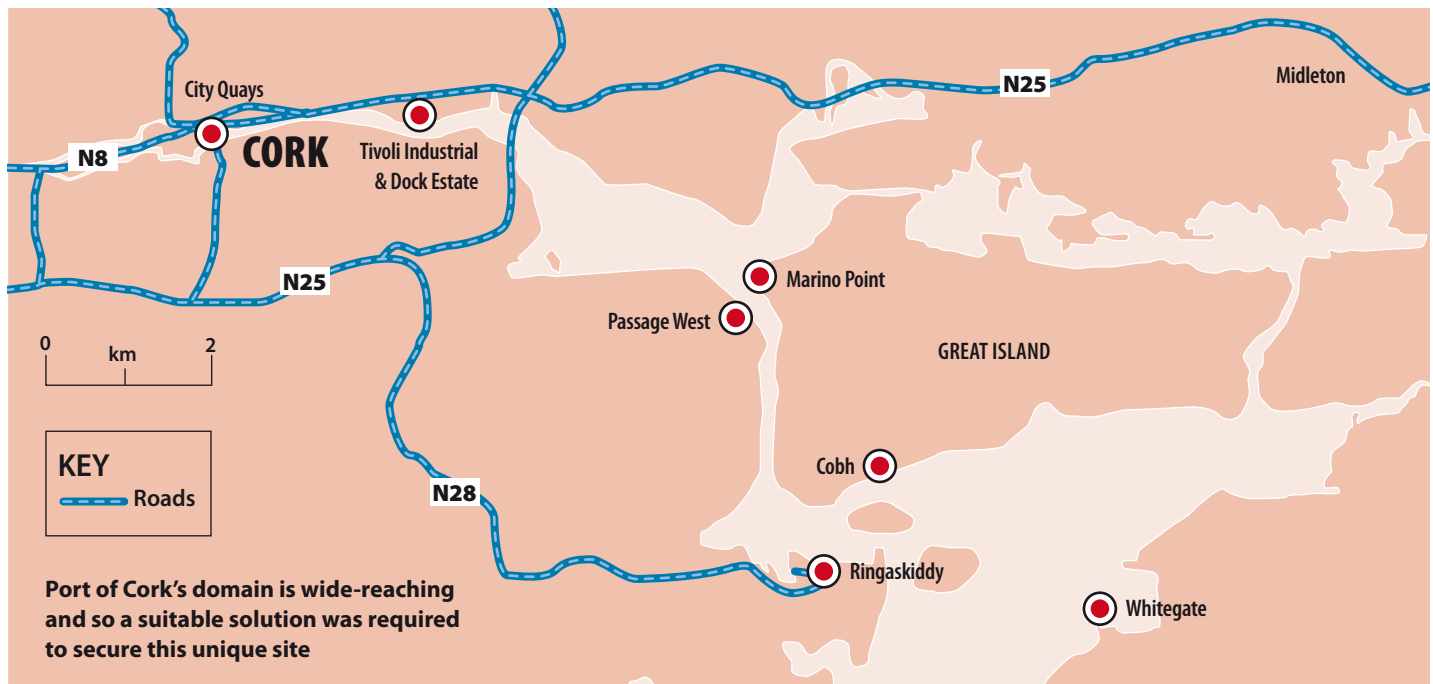 City Quays
N25
Midleton
N8
CORK
Tivoli Industrial
& Dock Estate
N25
Marino Point
Passage West
0 km 2
GREAT ISLAND
KEY
Roads
Cobh
N28
Ringaskiddy
Whitegate
Port of Cork’s domain is wide-reaching
and so a suitable solution was required
to secure this unique site